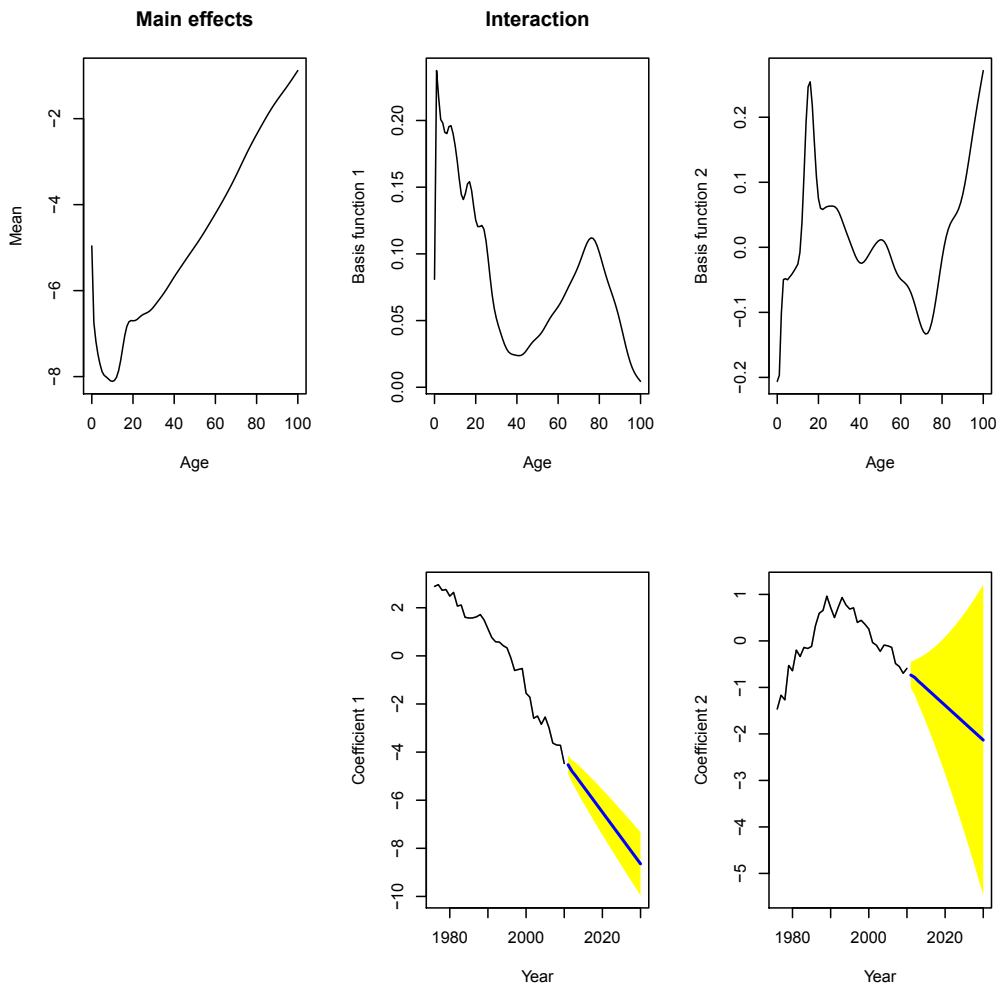 Main effects
Interaction
Mean
−2
−4
−6
−8
0 20 40 60 80 100
Age
Basis function 1
0.20
0.15
0.10
0.05
0.00
0 20 40 60 80 100
Age
Basis function 2
0.2
0.1
0.0
−0.1
−0.2
0 20 40 60 80 100
Age
Coefficient 1
2
0
−2
−4
−6
−8
−10
1980 2000 2020
Year
Coefficient 2
1
0
−1
−2
−3
−4
−5
1980 2000 2020
Year